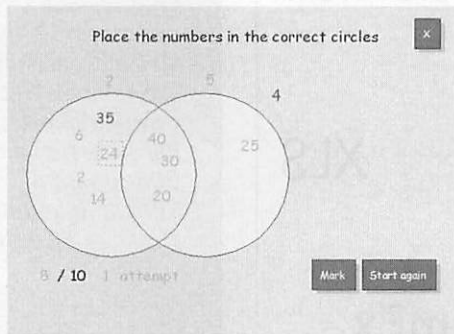 Place the numbers in the correct circles
x
2
5
4
35
6
40
24
25
30
2
14
20
8 / 10 1 attempt
Mark
Start again